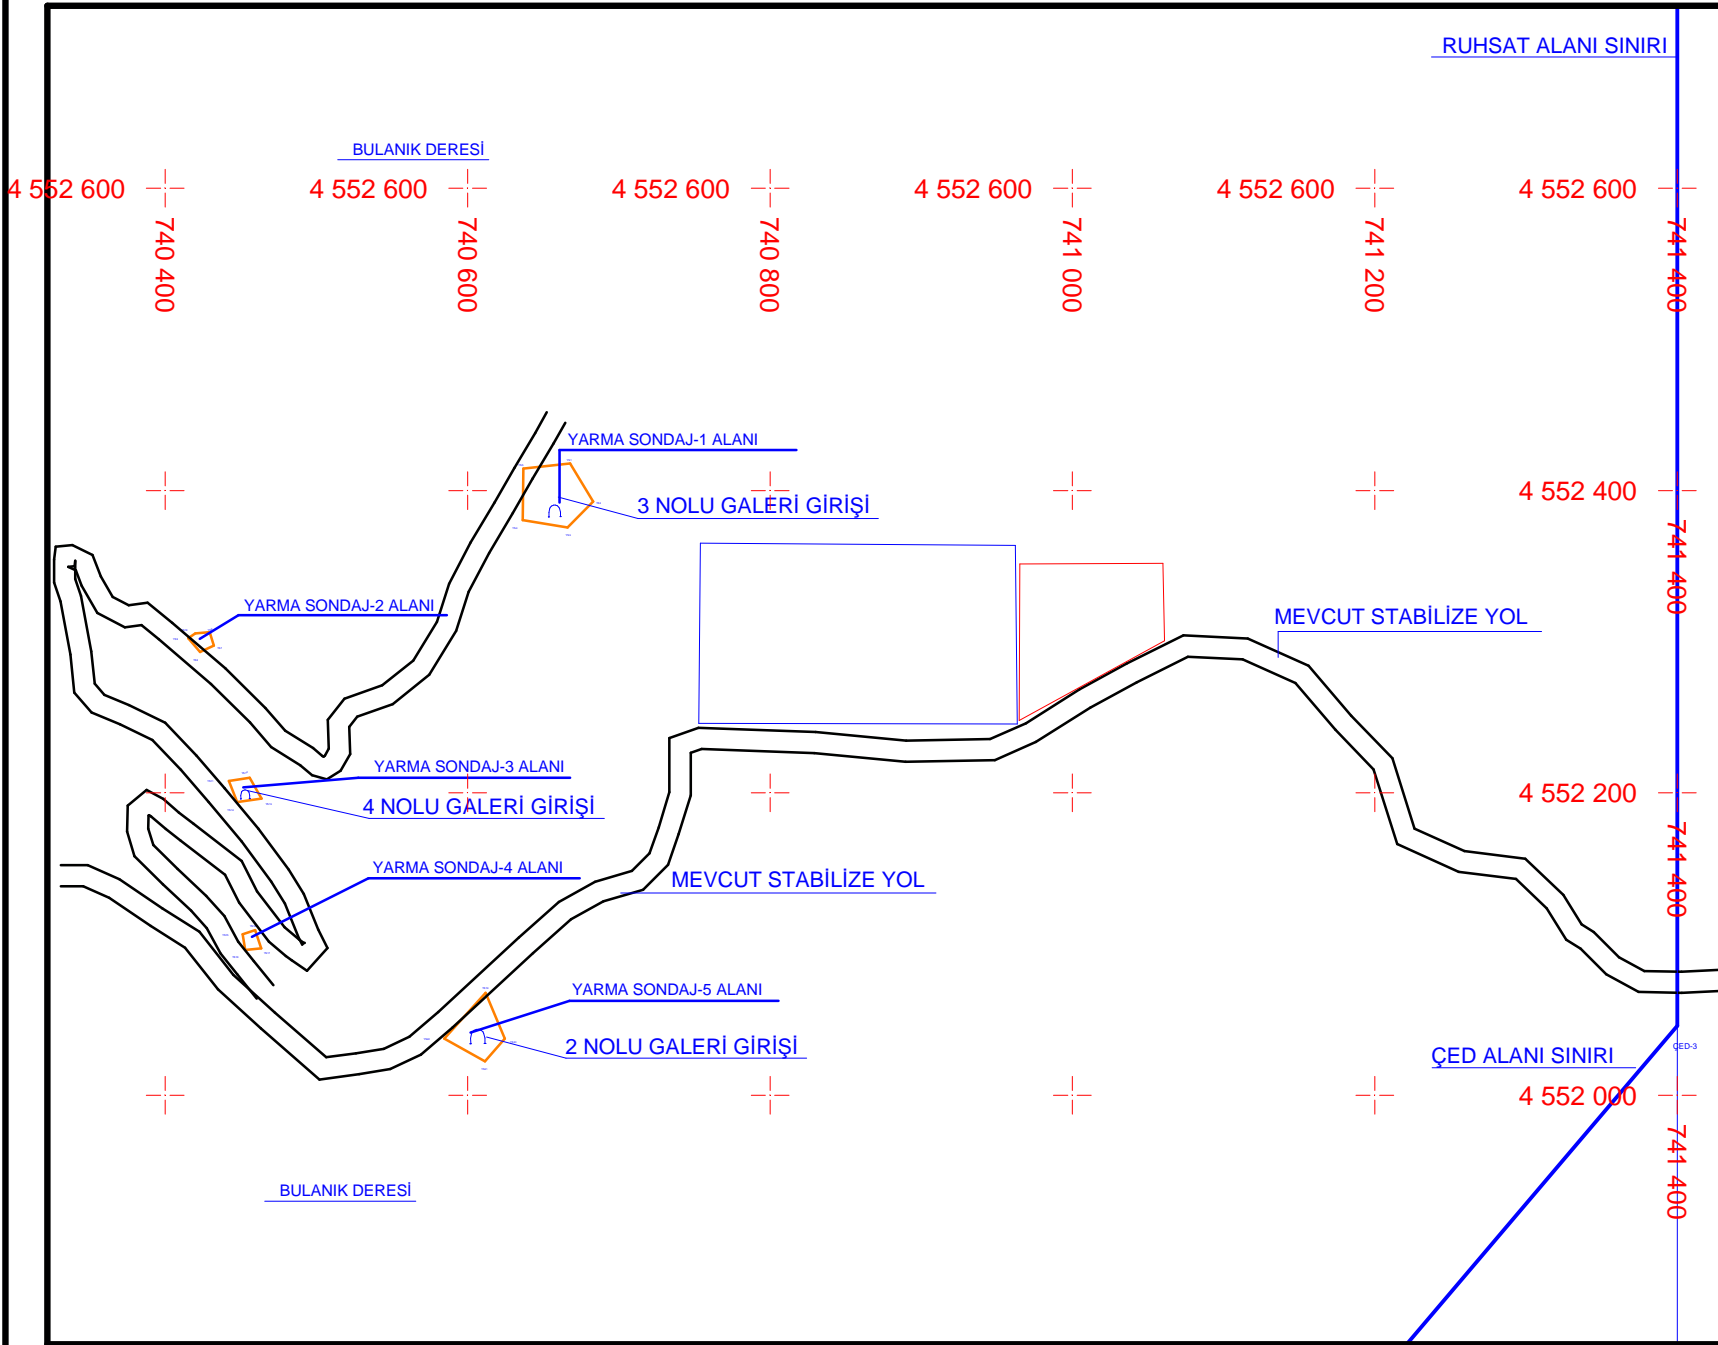 RUHSAT ALANI SINIRI
BULANIK DERESİ
4 552 600
4 552 600
4 552 600
4 552 600
4 552 600
4 552 600
740 400
740 600
740 800
741 000
741 200
741 400
YARMA SONDAJ-1 ALANI
3 NOLU GALERİ GİRİŞİ
4 552 400
741 400
YARMA SONDAJ-2 ALANI
MEVCUT STABİLİZE YOL
YARMA SONDAJ-3 ALANI
4 NOLU GALERİ GİRİŞİ
4 552 200
741 400
YARMA SONDAJ-4 ALANI
MEVCUT STABİLİZE YOL
YARMA SONDAJ-5 ALANI
2 NOLU GALERİ GİRİŞİ
ÇED-3
ÇED ALANI SINIRI
4 552 000
741 400
BULANIK DERESİ